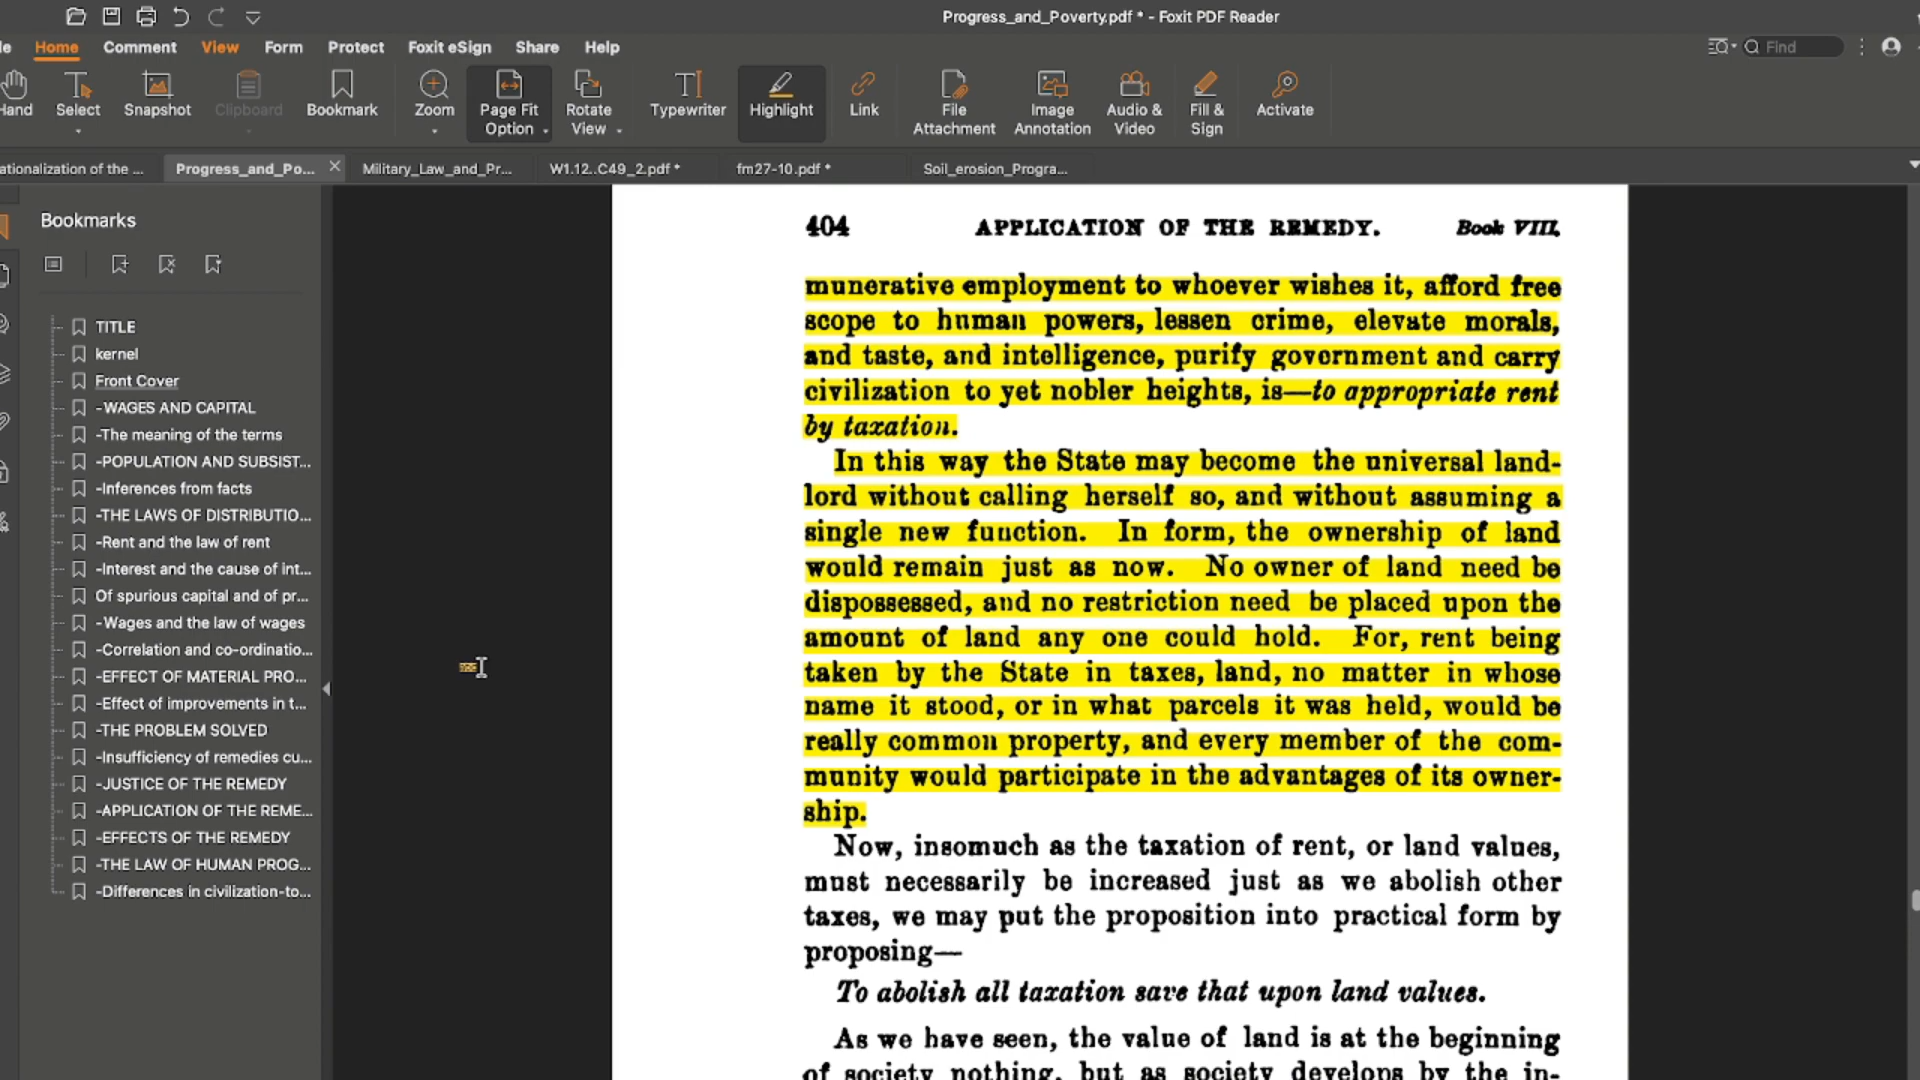 Progress_and_Poverty.pdf * - Foxit PDF Reader
le Home Comment View Form Protect Foxit eSign Share Help
Find
Hand
Select
Snapshot
Clipboard
Bookmark
Zoom
Page Fit
Option
Rotate
View
Typewriter
Highlight
Link
File
Attachment
Image
Annotation
Audio &
Video
Fill &
Sign
Activate
ationalization of the ...
Progress_and_Po...
Military_Law_and_Pr...
W1.12..C49_2.pdf *
fm27-10.pdf *
Soil_erosion_Progra...
Bookmarks
TITLE
kernel
Front Cover
-WAGES AND CAPITAL
-The meaning of the terms
-POPULATION AND SUBSIST...
-Inferences from facts
-THE LAWS OF DISTRIBUTIO...
-Rent and the law of rent
-Interest and the cause of int...
Of spurious capital and of pr...
-Wages and the law of wages
-Correlation and co-ordinatio...
-EFFECT OF MATERIAL PRO...
-Effect of improvements in t...
-THE PROBLEM SOLVED
-Insufficiency of remedies cu...
-JUSTICE OF THE REMEDY
-APPLICATION OF THE REME...
-EFFECTS OF THE REMEDY
-THE LAW OF HUMAN PROG...
-Differences in civilization-to...
404 APPLICATION OF THE REMEDY. Book VIII.
munerative employment to whoever wishes it, afford free
scope to human powers, lessen crime, elevate morals,
and taste, and intelligence, purify government and carry
civilization to yet nobler heights, is—to appropriate rent
by taxation.
In this way the State may become the universal land-
lord without calling herself so, and without assuming a
single new function. In form, the ownership of land
would remain just as now. No owner of land need be
dispossessed, and no restriction need be placed upon the
amount of land any one could hold. For, rent being
taken by the State in taxes, land, no matter in whose
name it stood, or in what parcels it was held, would be
really common property, and every member of the com-
munity would participate in the advantages of its owner-
ship.
Now, insomuch as the taxation of rent, or land values,
must necessarily be increased just as we abolish other
taxes, we may put the proposition into practical form by
proposing—
To abolish all taxation save that upon land values.
As we have seen, the value of land is at the beginning
of society nothing, but as society develops by the in-